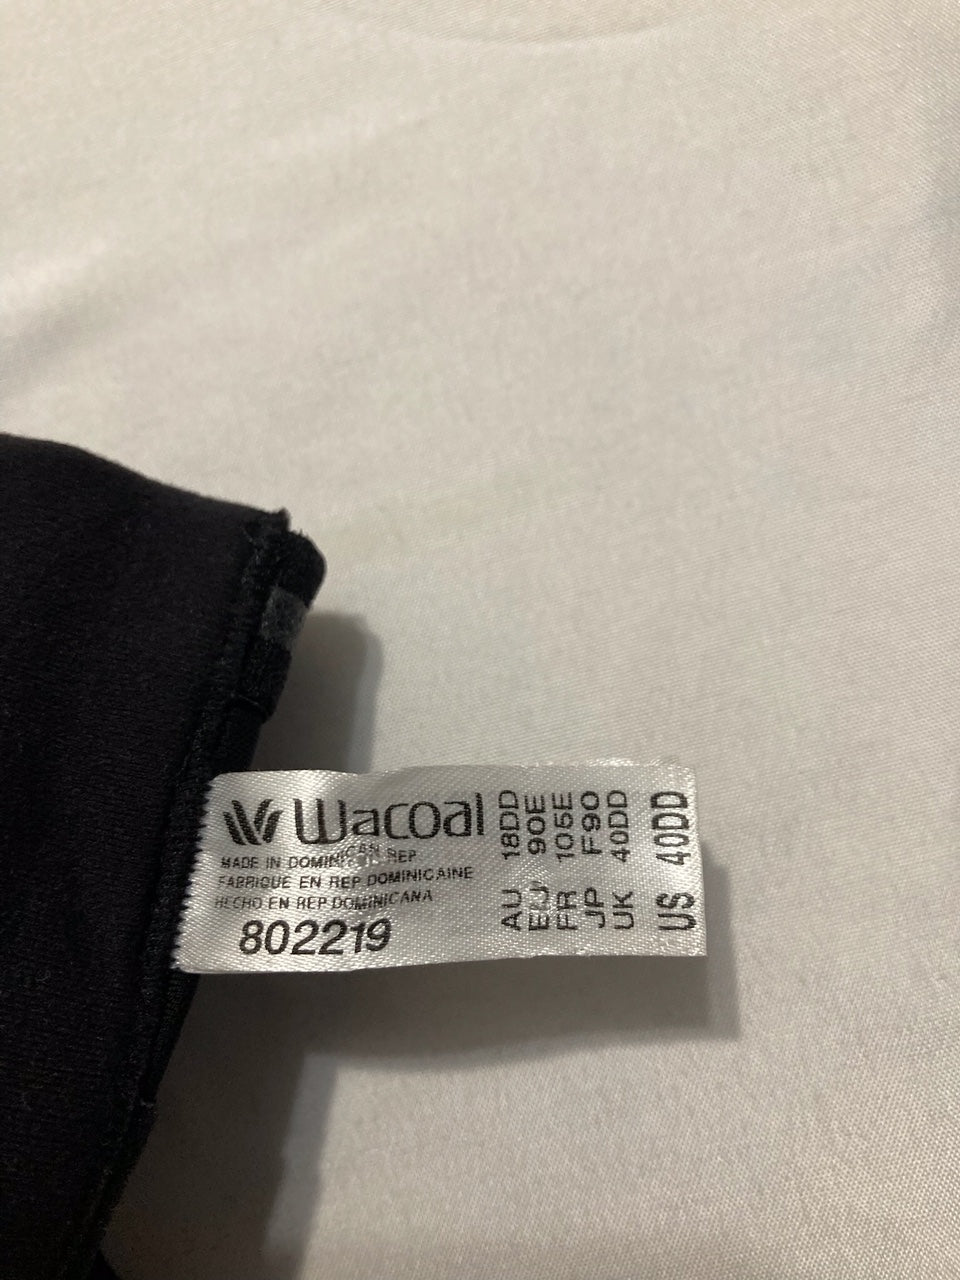 Wacoal
MADE IN DOMINICAN REP
FABRIQUE EN REP DOMINICAINE
HECHO EN REP DOMINICANA
802219
AU 18DD
EU 90E
FR 105E
JP F90
UK 40DD
US 40DD